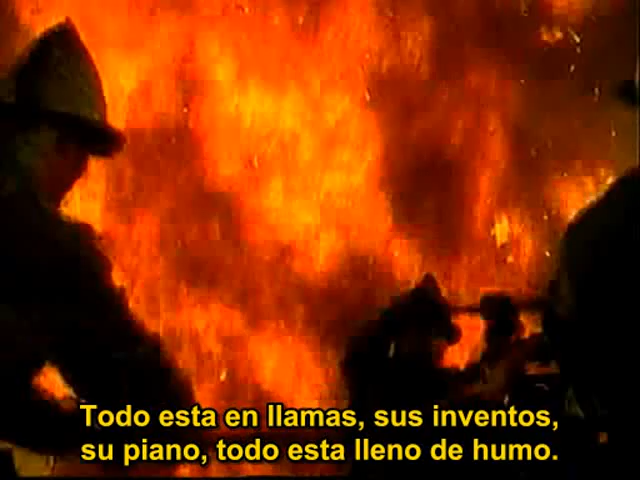 Todo esta en llamas, sus inventos,
su piano, todo esta lleno de humo.